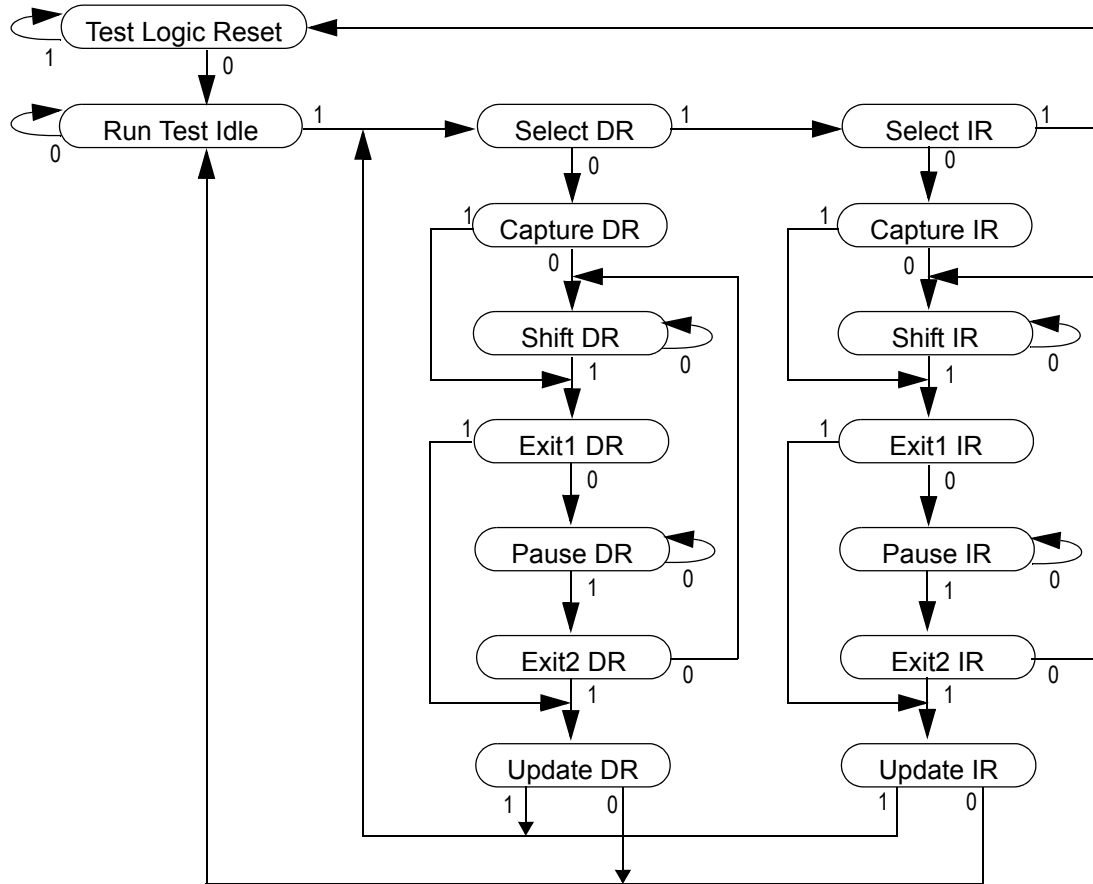 Test Logic Reset
1
0
Run Test Idle
1
0
Select DR
1
0
Select IR
1
0
Capture DR
1
0
Capture IR
1
0
Shift DR
0
1
Shift IR
0
1
Exit1 DR
1
0
Exit1 IR
1
0
Pause DR
0
1
Pause IR
0
1
Exit2 DR
0
1
Exit2 IR
0
1
Update DR
1
0
Update IR
1
0